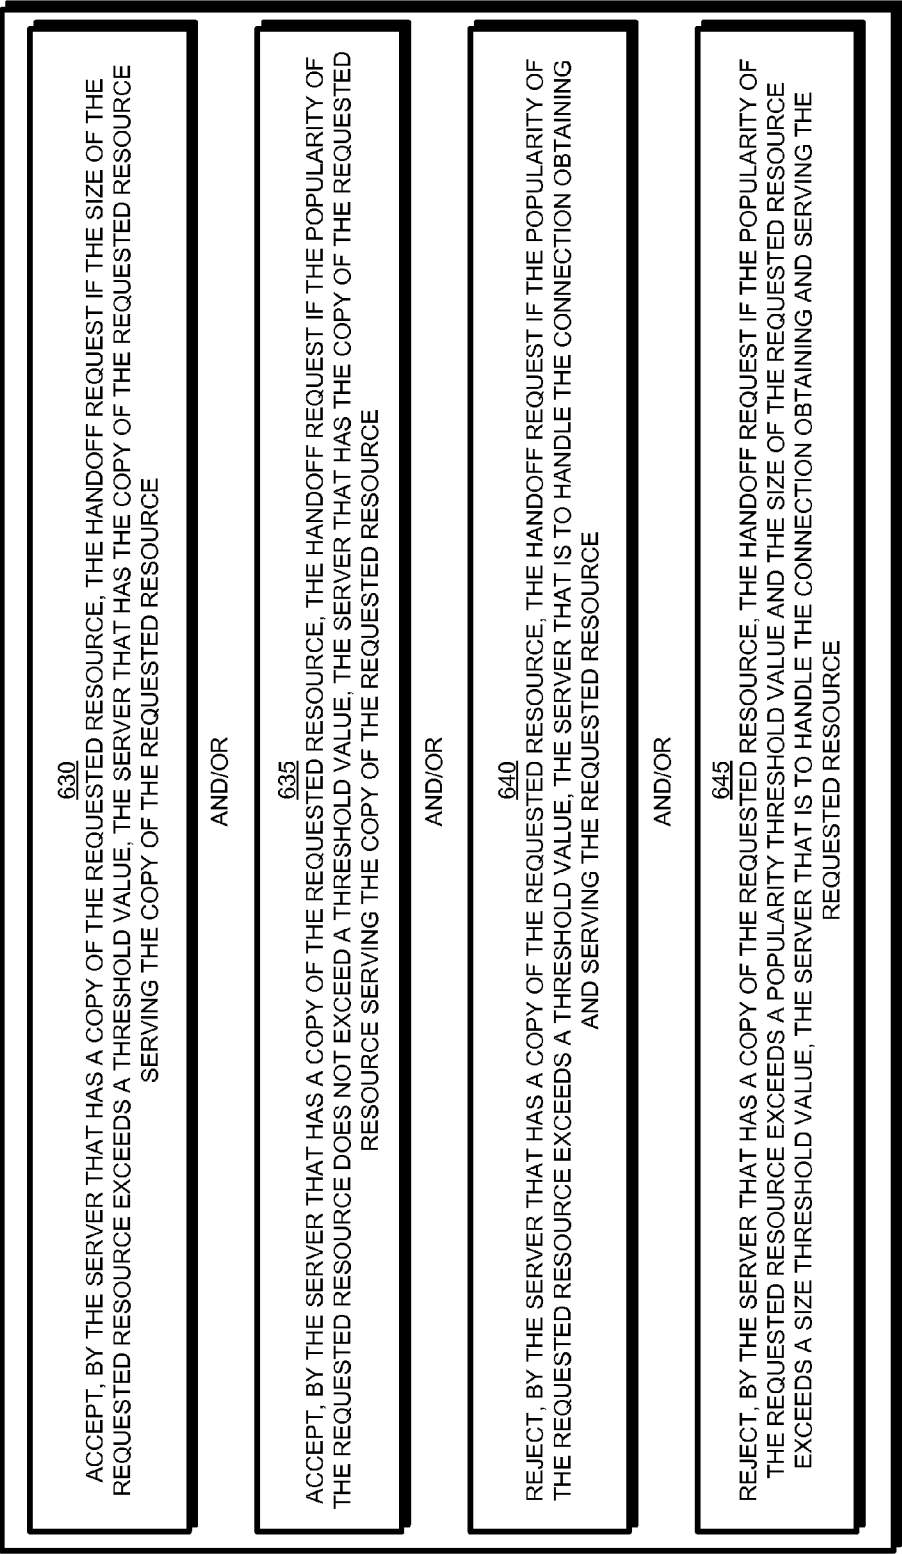 630
ACCEPT, BY THE SERVER THAT HAS A COPY OF THE REQUESTED RESOURCE, THE HANDOFF REQUEST IF THE SIZE OF THE
REQUESTED RESOURCE EXCEEDS A THRESHOLD VALUE, THE SERVER THAT HAS THE COPY OF THE REQUESTED RESOURCE
SERVING THE COPY OF THE REQUESTED RESOURCE
AND/OR
635
ACCEPT, BY THE SERVER THAT HAS A COPY OF THE REQUESTED RESOURCE, THE HANDOFF REQUEST IF THE POPULARITY OF
THE REQUESTED RESOURCE DOES NOT EXCEED A THRESHOLD VALUE, THE SERVER THAT HAS THE COPY OF THE REQUESTED
RESOURCE SERVING THE COPY OF THE REQUESTED RESOURCE
AND/OR
640
REJECT, BY THE SERVER THAT HAS A COPY OF THE REQUESTED RESOURCE, THE HANDOFF REQUEST IF THE POPULARITY OF
THE REQUESTED RESOURCE EXCEEDS A THRESHOLD VALUE, THE SERVER THAT IS TO HANDLE THE CONNECTION OBTAINING
AND SERVING THE REQUESTED RESOURCE
AND/OR
645
REJECT, BY THE SERVER THAT HAS A COPY OF THE REQUESTED RESOURCE, THE HANDOFF REQUEST IF THE POPULARITY OF
THE REQUESTED RESOURCE EXCEEDS A POPULARITY THRESHOLD VALUE AND THE SIZE OF THE REQUESTED RESOURCE
EXCEEDS A SIZE THRESHOLD VALUE, THE SERVER THAT IS TO HANDLE THE CONNECTION OBTAINING AND SERVING THE
REQUESTED RESOURCE